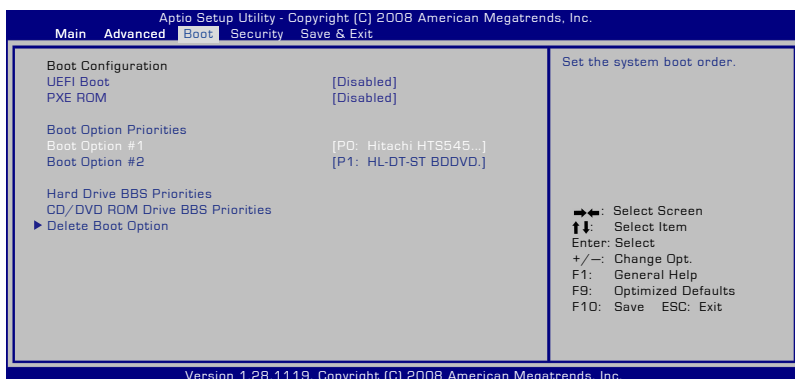 Aptio Setup Utility - Copyright (C) 2008 American Megatrends, Inc.
Main Advanced Boot Security Save & Exit
Boot Configuration
UEFI Boot [Disabled]
PXE ROM [Disabled]
Boot Option Priorities
Boot Option #1 [P0: Hitachi HTS545...]
Boot Option #2 [P1: HL-DT-ST BDDVD.]
Hard Drive BBS Priorities
CD/DVD ROM Drive BBS Priorities
Delete Boot Option
Set the system boot order.
→←: Select Screen
↑↓: Select Item
Enter: Select
+/—: Change Opt.
F1: General Help
F9: Optimized Defaults
F10: Save ESC: Exit
Version 1.28.1119. Copyright (C) 2008 American Megatrends, Inc.